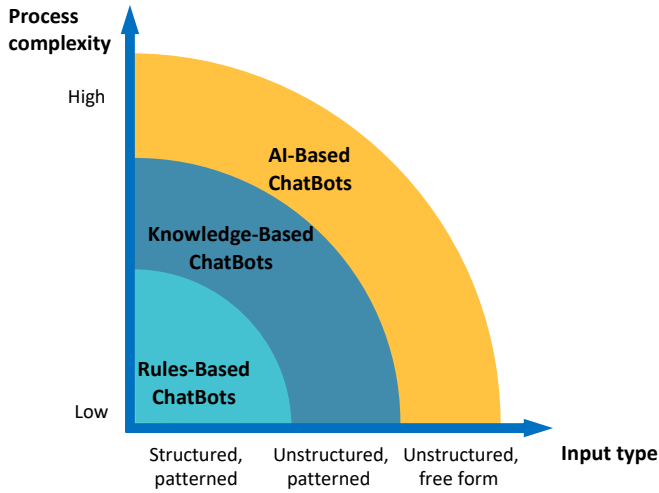 Process
complexity
High
AI-Based
ChatBots
Knowledge-Based
ChatBots
Rules-Based
ChatBots
Low
Structured,
patterned
Unstructured,
patterned
Unstructured,
free form
Input type